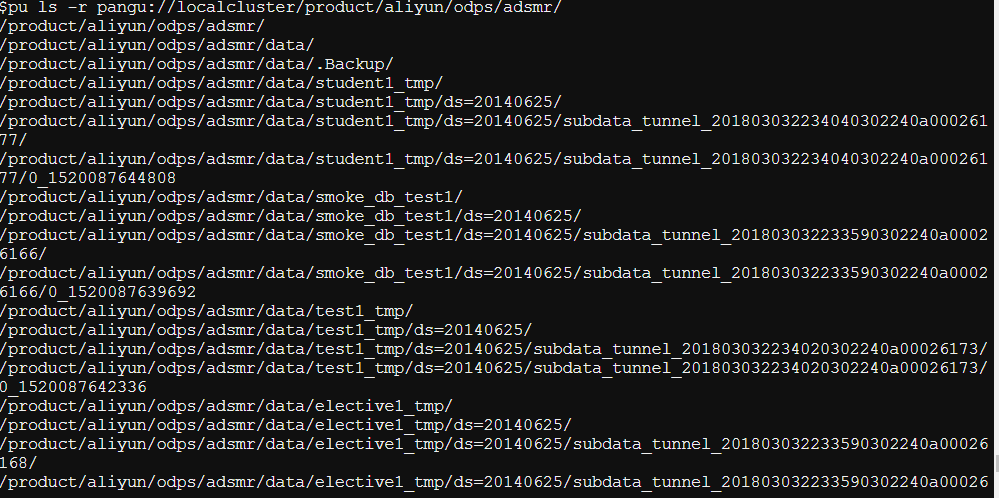 $pu ls -r pangu://localcluster/product/aliyun/odps/adsmr/
/product/aliyun/odps/adsmr/
/product/aliyun/odps/adsmr/data/
/product/aliyun/odps/adsmr/data/.Backup/
/product/aliyun/odps/adsmr/data/student1_tmp/
/product/aliyun/odps/adsmr/data/student1_tmp/ds=20140625/
/product/aliyun/odps/adsmr/data/student1_tmp/ds=20140625/subdata_tunnel_201803032234040302240a000261
77/
/product/aliyun/odps/adsmr/data/student1_tmp/ds=20140625/subdata_tunnel_201803032234040302240a000261
77/0_1520087644808
/product/aliyun/odps/adsmr/data/smoke_db_test1/
/product/aliyun/odps/adsmr/data/smoke_db_test1/ds=20140625/
/product/aliyun/odps/adsmr/data/smoke_db_test1/ds=20140625/subdata_tunnel_201803032233590302240a0002
6166/
/product/aliyun/odps/adsmr/data/smoke_db_test1/ds=20140625/subdata_tunnel_201803032233590302240a0002
6166/0_1520087639692
/product/aliyun/odps/adsmr/data/test1_tmp/
/product/aliyun/odps/adsmr/data/test1_tmp/ds=20140625/
/product/aliyun/odps/adsmr/data/test1_tmp/ds=20140625/subdata_tunnel_201803032234020302240a00026173/
/product/aliyun/odps/adsmr/data/test1_tmp/ds=20140625/subdata_tunnel_201803032234020302240a00026173/
0_1520087642336
/product/aliyun/odps/adsmr/data/elective1_tmp/
/product/aliyun/odps/adsmr/data/elective1_tmp/ds=20140625/
/product/aliyun/odps/adsmr/data/elective1_tmp/ds=20140625/subdata_tunnel_201803032233590302240a00026
168/
/product/aliyun/odps/adsmr/data/elective1_tmp/ds=20140625/subdata_tunnel_201803032233590302240a00026